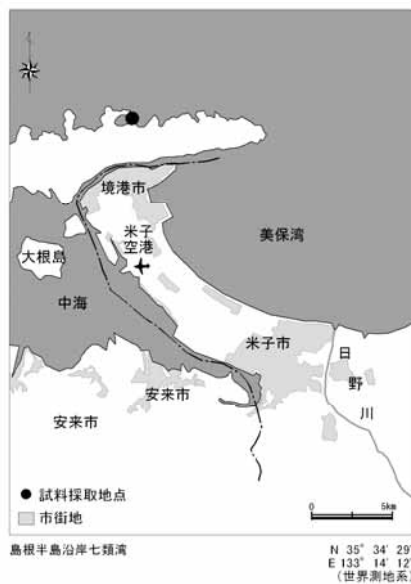 境港市
米子
空港
美保湾
大根島
中海
米子市
日
野
川
安来市
安来市
試料採取地点
市街地
0 5km
島根半島沿岸七類湾
N 35° 34′ 29″
E 133° 14′ 12″
(世界測地系)